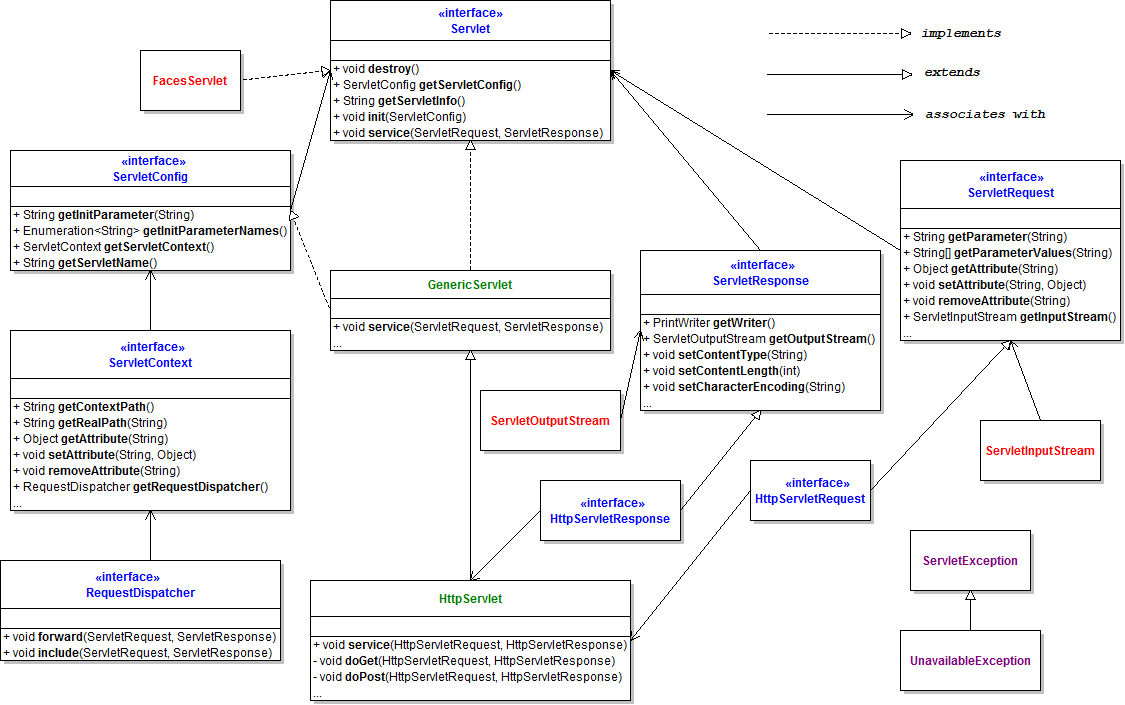 «interface»
Servlet
+ void destroy()
+ ServletConfig getServletConfig()
+ String getServletInfo()
+ void init(ServletConfig)
+ void service(ServletRequest, ServletResponse)
implements
extends
associates with
FacesServlet
«interface»
ServletConfig
+ String getInitParameter(String)
+ Enumeration<String> getInitParameterNames()
+ ServletContext getServletContext()
+ String getServletName()
«interface»
ServletRequest
+ String getParameter(String)
+ String[] getParameterValues(String)
+ Object getAttribute(String)
+ void setAttribute(String, Object)
+ void removeAttribute(String)
+ ServletInputStream getInputStream()
...
GenericServlet
+ void service(ServletRequest, ServletResponse)
...
«interface»
ServletResponse
+ PrintWriter getWriter()
+ ServletOutputStream getOutputStream()
+ void setContentType(String)
+ void setContentLength(int)
+ void setCharacterEncoding(String)
...
«interface»
ServletContext
+ String getContextPath()
+ String getRealPath(String)
+ Object getAttribute(String)
+ void setAttribute(String, Object)
+ void removeAttribute(String)
+ RequestDispatcher getRequestDispatcher()
...
ServletOutputStream
ServletInputStream
«interface»
HttpServletResponse
«interface»
HttpServletRequest
«interface»
RequestDispatcher
+ void forward(ServletRequest, ServletResponse)
+ void include(ServletRequest, ServletResponse)
HttpServlet
+ void service(HttpServletRequest, HttpServletResponse)
- void doGet(HttpServletRequest, HttpServletResponse)
- void doPost(HttpServletRequest, HttpServletResponse)
...
ServletException
UnavailableException